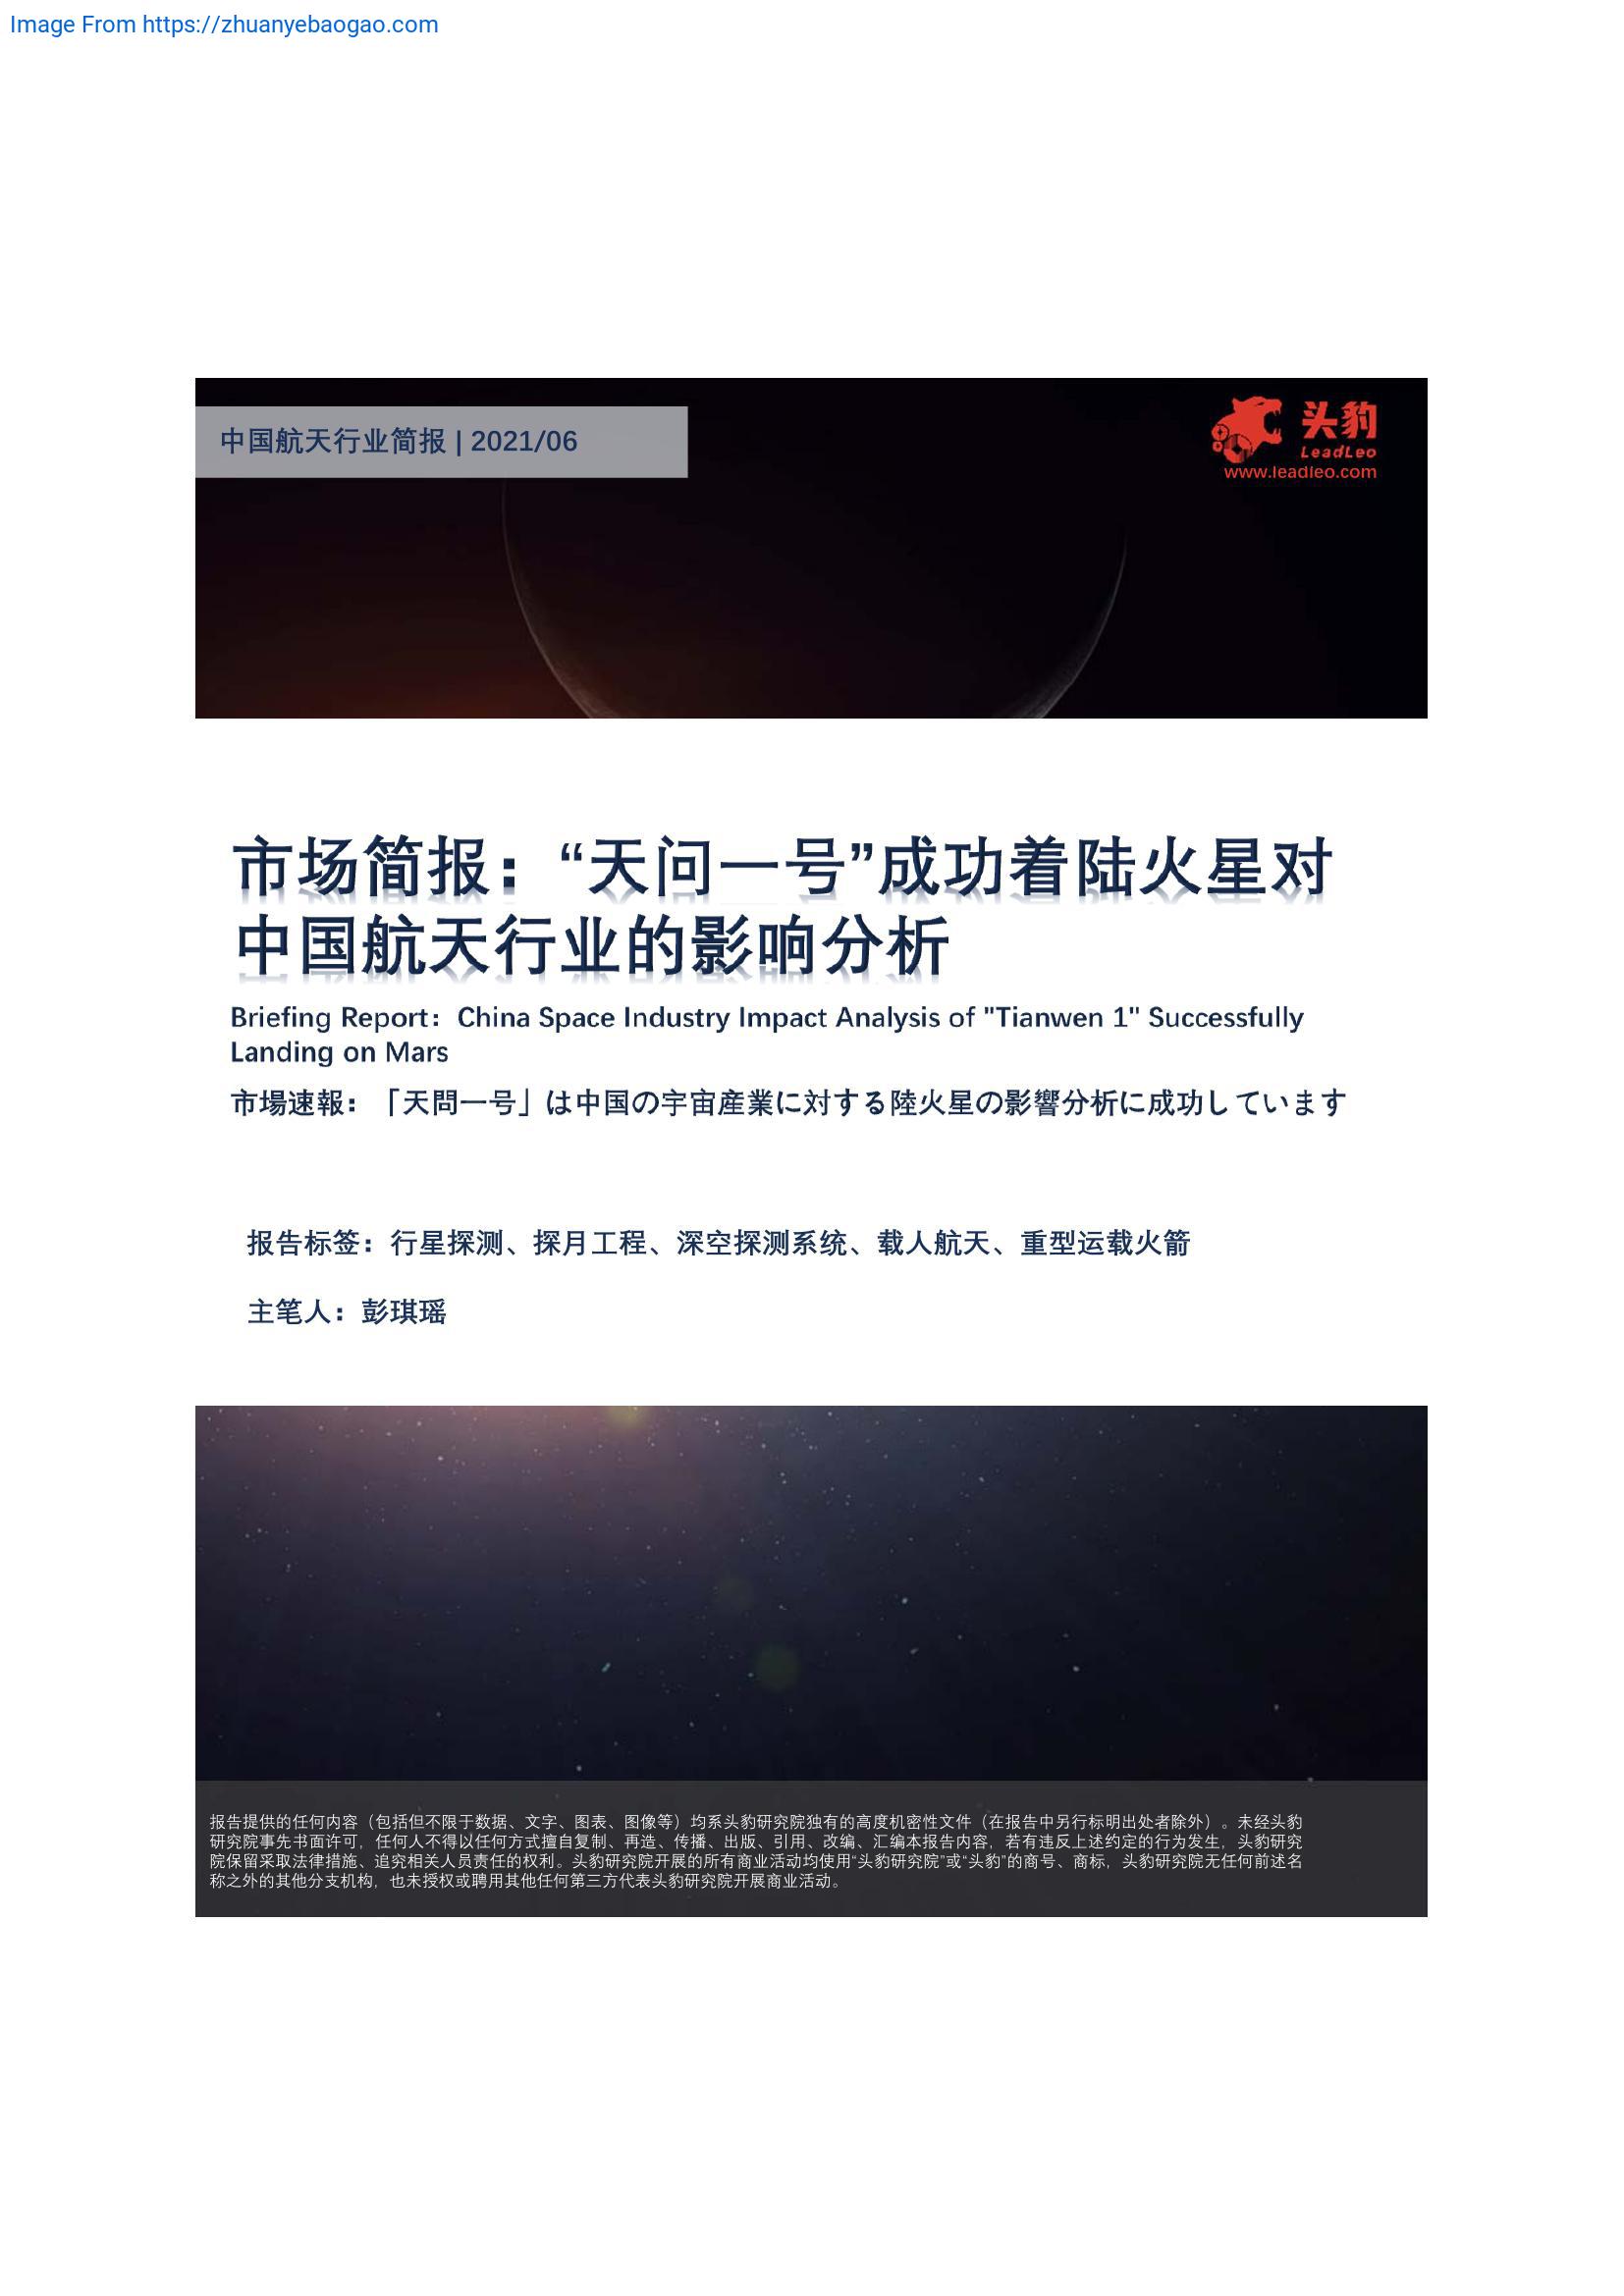 Image From https://zhuanyebaogao.com
中国航天行业简报 | 2021/06
头豹
LeadLeo
www.leadleo.com
市场简报：“天问一号”成功着陆火星对
中国航天行业的影响分析
Briefing Report：China Space Industry Impact Analysis of "Tianwen 1" Successfully
Landing on Mars
市場速報：「天問一号」は中国の宇宙産業に対する陸火星の影響分析に成功しています
报告标签：行星探测、探月工程、深空探测系统、载人航天、重型运载火箭
主笔人：彭琪瑶
报告提供的任何内容（包括但不限于数据、文字、图表、图像等）均系头豹研究院独有的高度机密性文件（在报告中另行标明出处者除外）。未经头豹
研究院事先书面许可，任何人不得以任何方式擅自复制、再造、传播、出版、引用、改编、汇编本报告内容，若有违反上述约定的行为发生，头豹研究
院保留采取法律措施、追究相关人员责任的权利。头豹研究院开展的所有商业活动均使用“头豹研究院”或“头豹”的商号、商标，头豹研究院无任何前述名
称之外的其他分支机构，也未授权或聘用其他任何第三方代表头豹研究院开展商业活动。